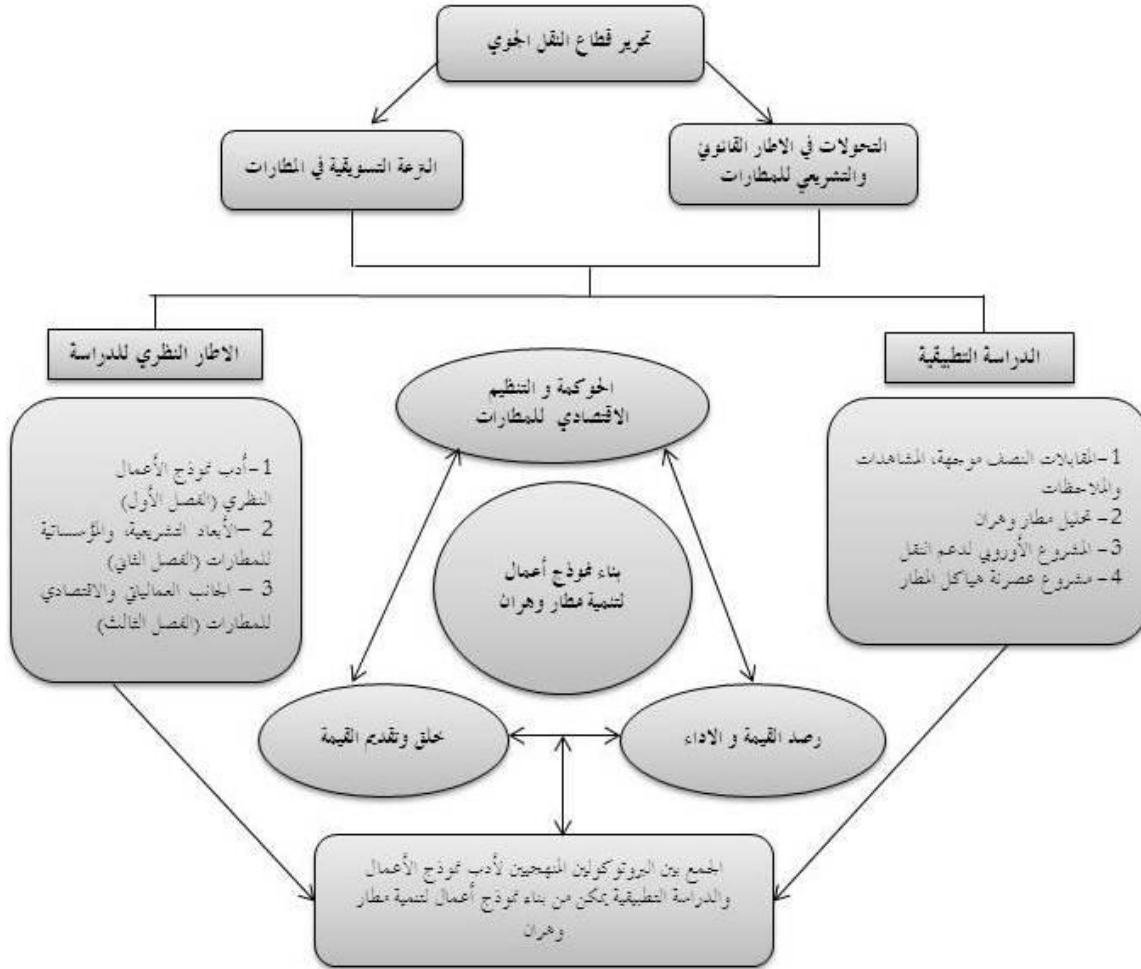 تحرير قطاع النقل الجوي
التحولات في الاطار القانوني
والتشريعي للمطارات
النزعة التسويقية في المطارات
الدراسة التطبيقية
الاطار النظري للدراسة
1-المقابلات النصف موجهة، المشاهدات
والملاحظات
2- تحليل مطار وهران
3- المشروع الأوروبي لدعم النقل
4- مشروع عصرنة هياكل المطار
الحوكمة و التنظيم
الاقتصادي للمطارات
1-أدب نموذج الأعمال
النظري (الفصل الأول)
2 –الأبعاد التشريعية، والمؤسساتية
للمطارات (الفصل الثاني)
3 – الجانب العملياتي والاقتصادي
للمطارات (الفصل الثالث)
بناء نموذج أعمال
لتنمية مطار وهران
رصد القيمة و الاداء
خلق وتقديم القيمة
الجمع بين البروتوكولين المنهجيين لأدب نموذج الأعمال
والدراسة التطبيقية يمكن من بناء نموذج أعمال لتنمية مطار
وهران